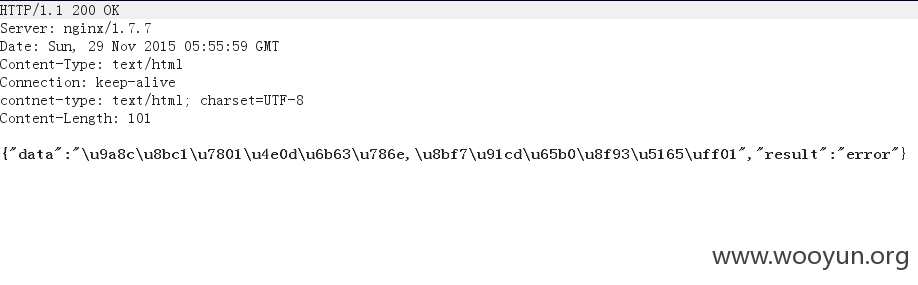 HTTP/1.1 200 OK
Server: nginx/1.7.7
Date: Sun, 29 Nov 2015 05:55:59 GMT
Content-Type: text/html
Connection: keep-alive
contnet-type: text/html; charset=UTF-8
Content-Length: 101
{"data":"\u9a8c\u8bc1\u7801\u4e0d\u6b63\u786e,\u8bf7\u91cd\u65b0\u8f93\u5165\uff01","result":"error"}
www.wooyun.org